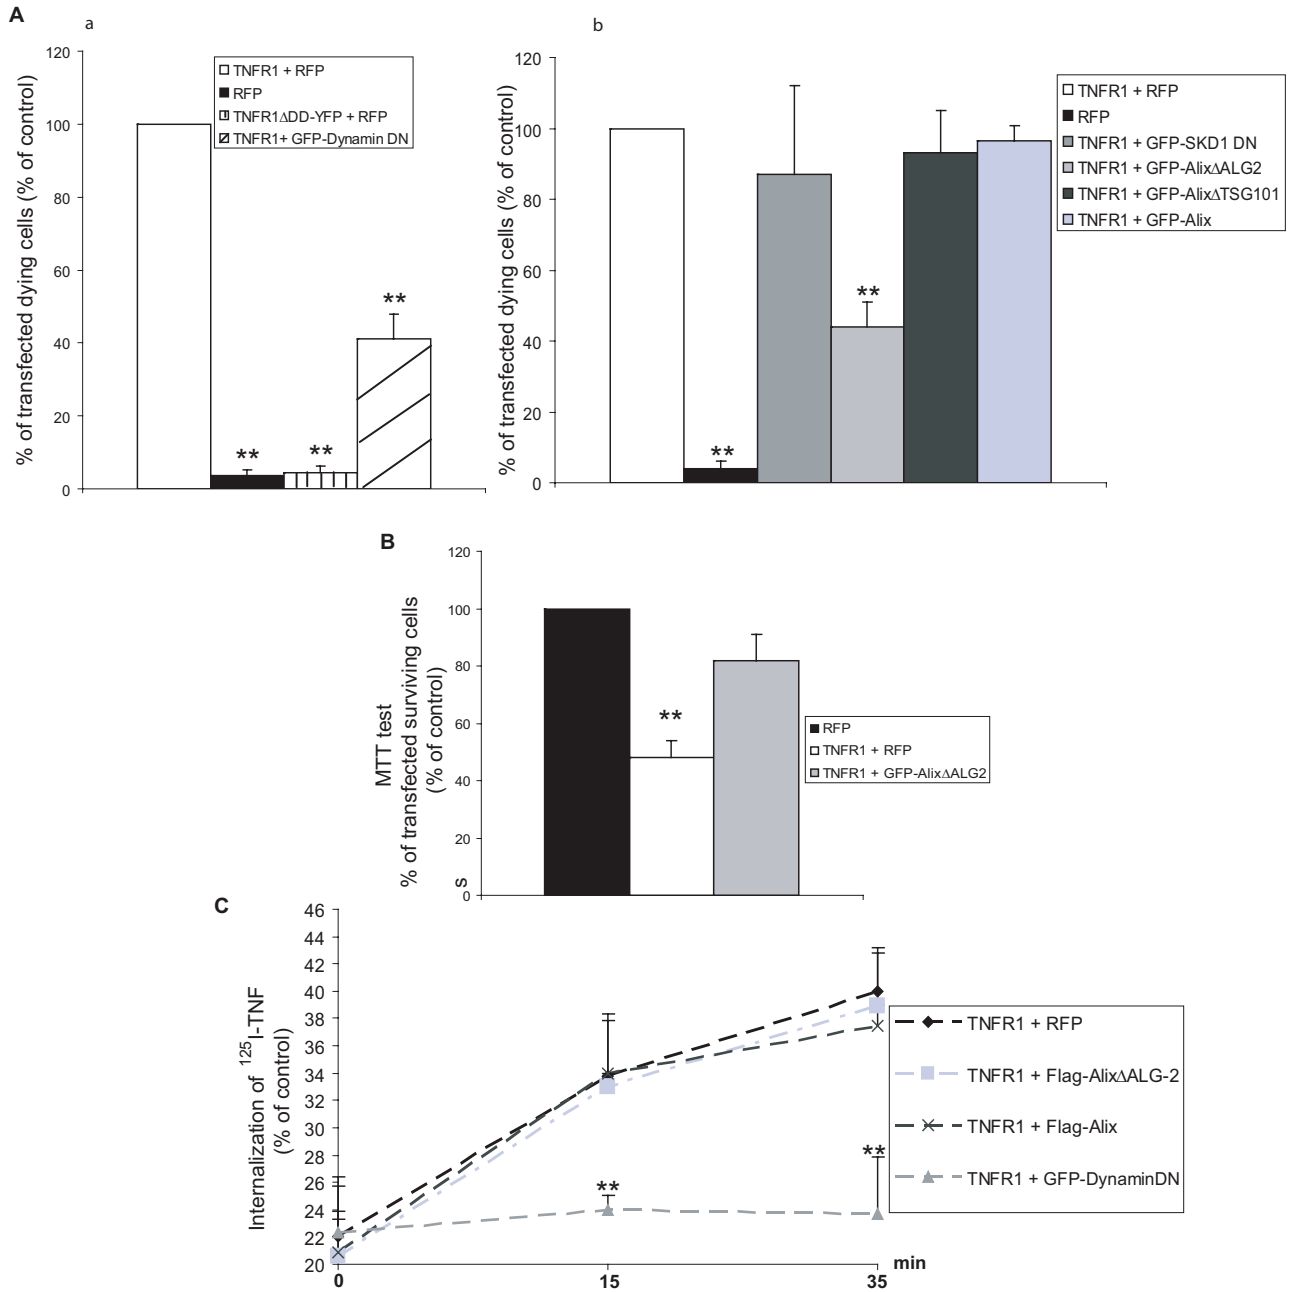 A
a
% of transfected dying cells (% of control)
120
100
80
60
40
20
0
TNFR1 + RFP
RFP
TNFR1ΔDD-YFP + RFP
TNFR1+ GFP-Dynamin DN
**
**
**
b
% of transfected dying cells (% of control)
120
100
80
60
40
20
0
TNFR1 + RFP
RFP
TNFR1 + GFP-SKD1 DN
TNFR1 + GFP-AlixΔALG2
TNFR1 + GFP-AlixΔTSG101
TNFR1 + GFP-Alix
**
**
B
MTT test
% of transfected surviving cells
(% of control)
s
120
100
80
60
40
20
0
**
RFP
TNFR1 + RFP
TNFR1 + GFP-AlixΔALG2
C
Internalization of 125I-TNF
(% of control)
46
44
42
40
38
36
34
32
30
28
26
24
22
20
**
**
0
15
35
min
TNFR1 + RFP
TNFR1 + Flag-AlixΔALG-2
TNFR1 + Flag-Alix
TNFR1 + GFP-DynaminDN